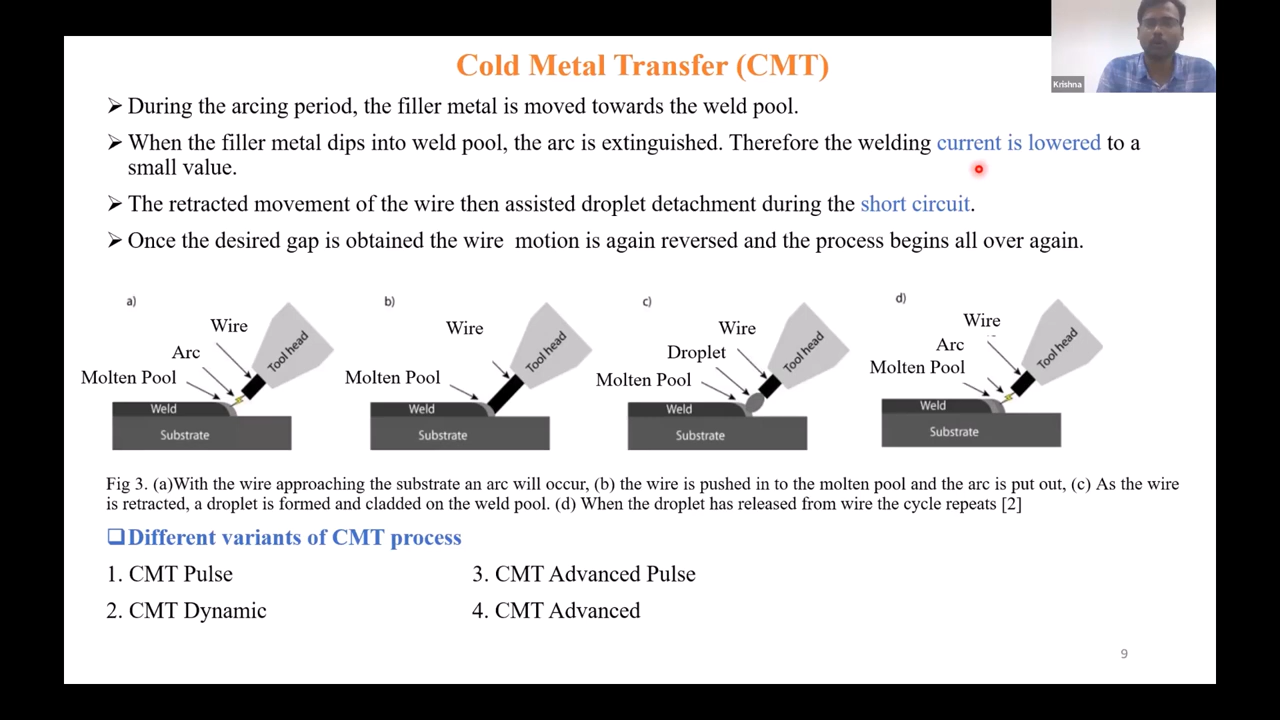 Cold Metal Transfer (CMT)
Krishna
➢ During the arcing period, the filler metal is moved towards the weld pool.
➢ When the filler metal dips into weld pool, the arc is extinguished. Therefore the welding current is lowered to a
small value.
➢ The retracted movement of the wire then assisted droplet detachment during the short circuit.
➢ Once the desired gap is obtained the wire motion is again reversed and the process begins all over again.
a)
Wire
Arc
Molten Pool
Tool head
Weld
Substrate
b)
Wire
Molten Pool
Tool head
Weld
Substrate
c)
Wire
Droplet
Molten Pool
Tool head
Weld
Substrate
d)
Wire
Arc
Molten Pool
Tool head
Weld
Substrate
Fig 3. (a)With the wire approaching the substrate an arc will occur, (b) the wire is pushed in to the molten pool and the arc is put out, (c) As the wire
is retracted, a droplet is formed and cladded on the weld pool. (d) When the droplet has released from wire the cycle repeats [2]
❑Different variants of CMT process
1. CMT Pulse
2. CMT Dynamic
3. CMT Advanced Pulse
4. CMT Advanced
9